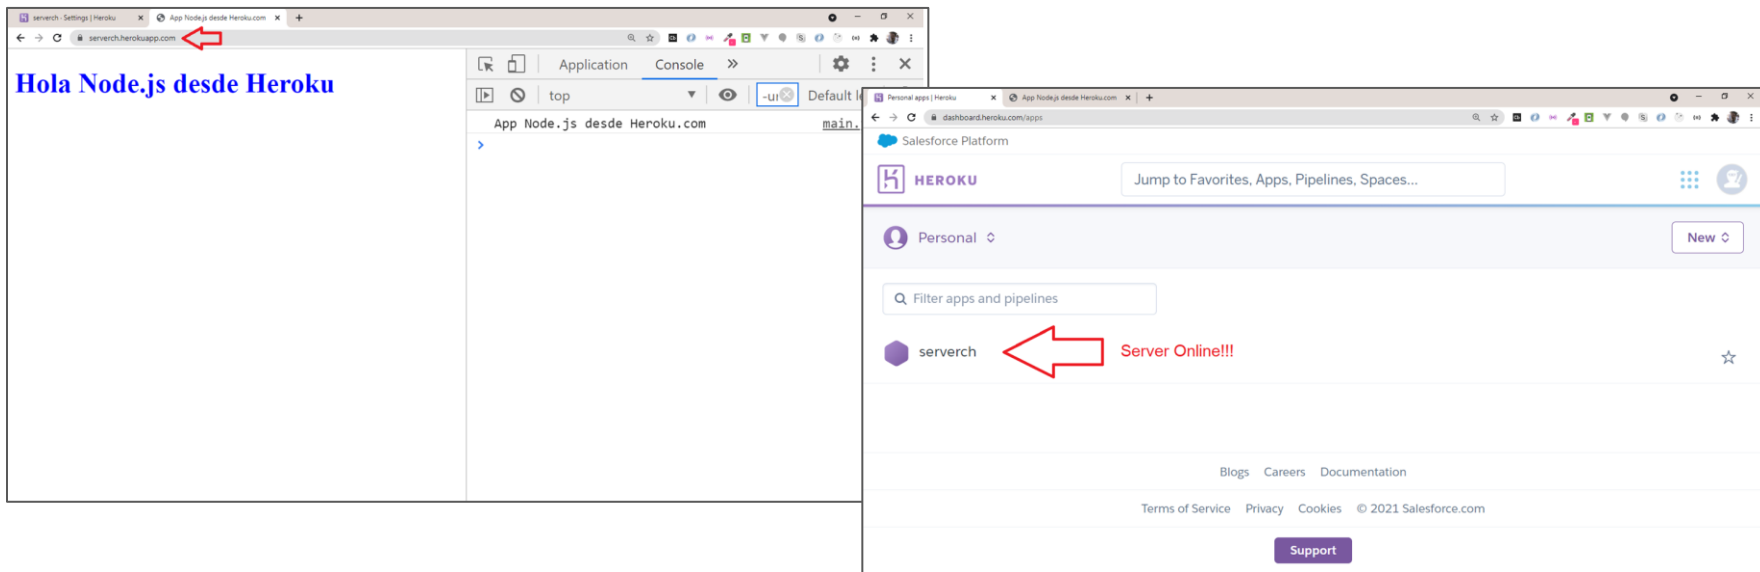 serverch - Settings | Heroku
App Node.js desde Heroku.com
serverch.herokuapp.com
Hola Node.js desde Heroku
Application Console
top
-ur
Default l
App Node.js desde Heroku.com
main.
Personal apps | Heroku
App Node.js desde Heroku.com
dashboard.heroku.com/apps
Salesforce Platform
HEROKU
Jump to Favorites, Apps, Pipelines, Spaces...
Personal
New
Filter apps and pipelines
serverch
Server Online!!!
Blogs Careers Documentation
Terms of Service Privacy Cookies © 2021 Salesforce.com
Support